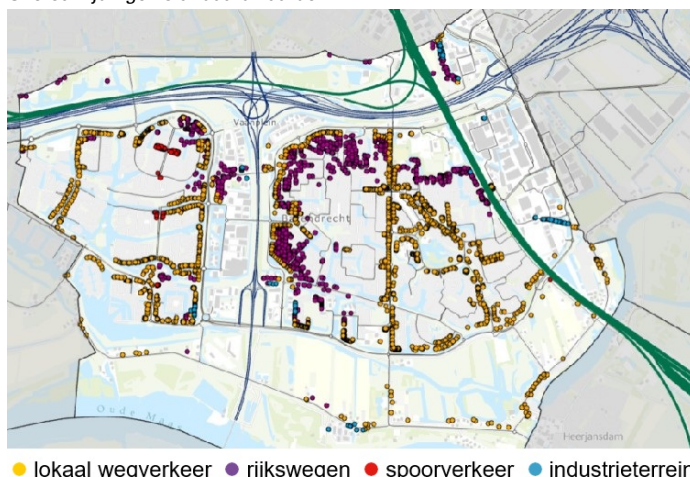 Vaanplein
Barendrecht
Oude Maas
Heerjansdam
lokaal wegverkeer rijkswegen spoorverkeer industrieterrein